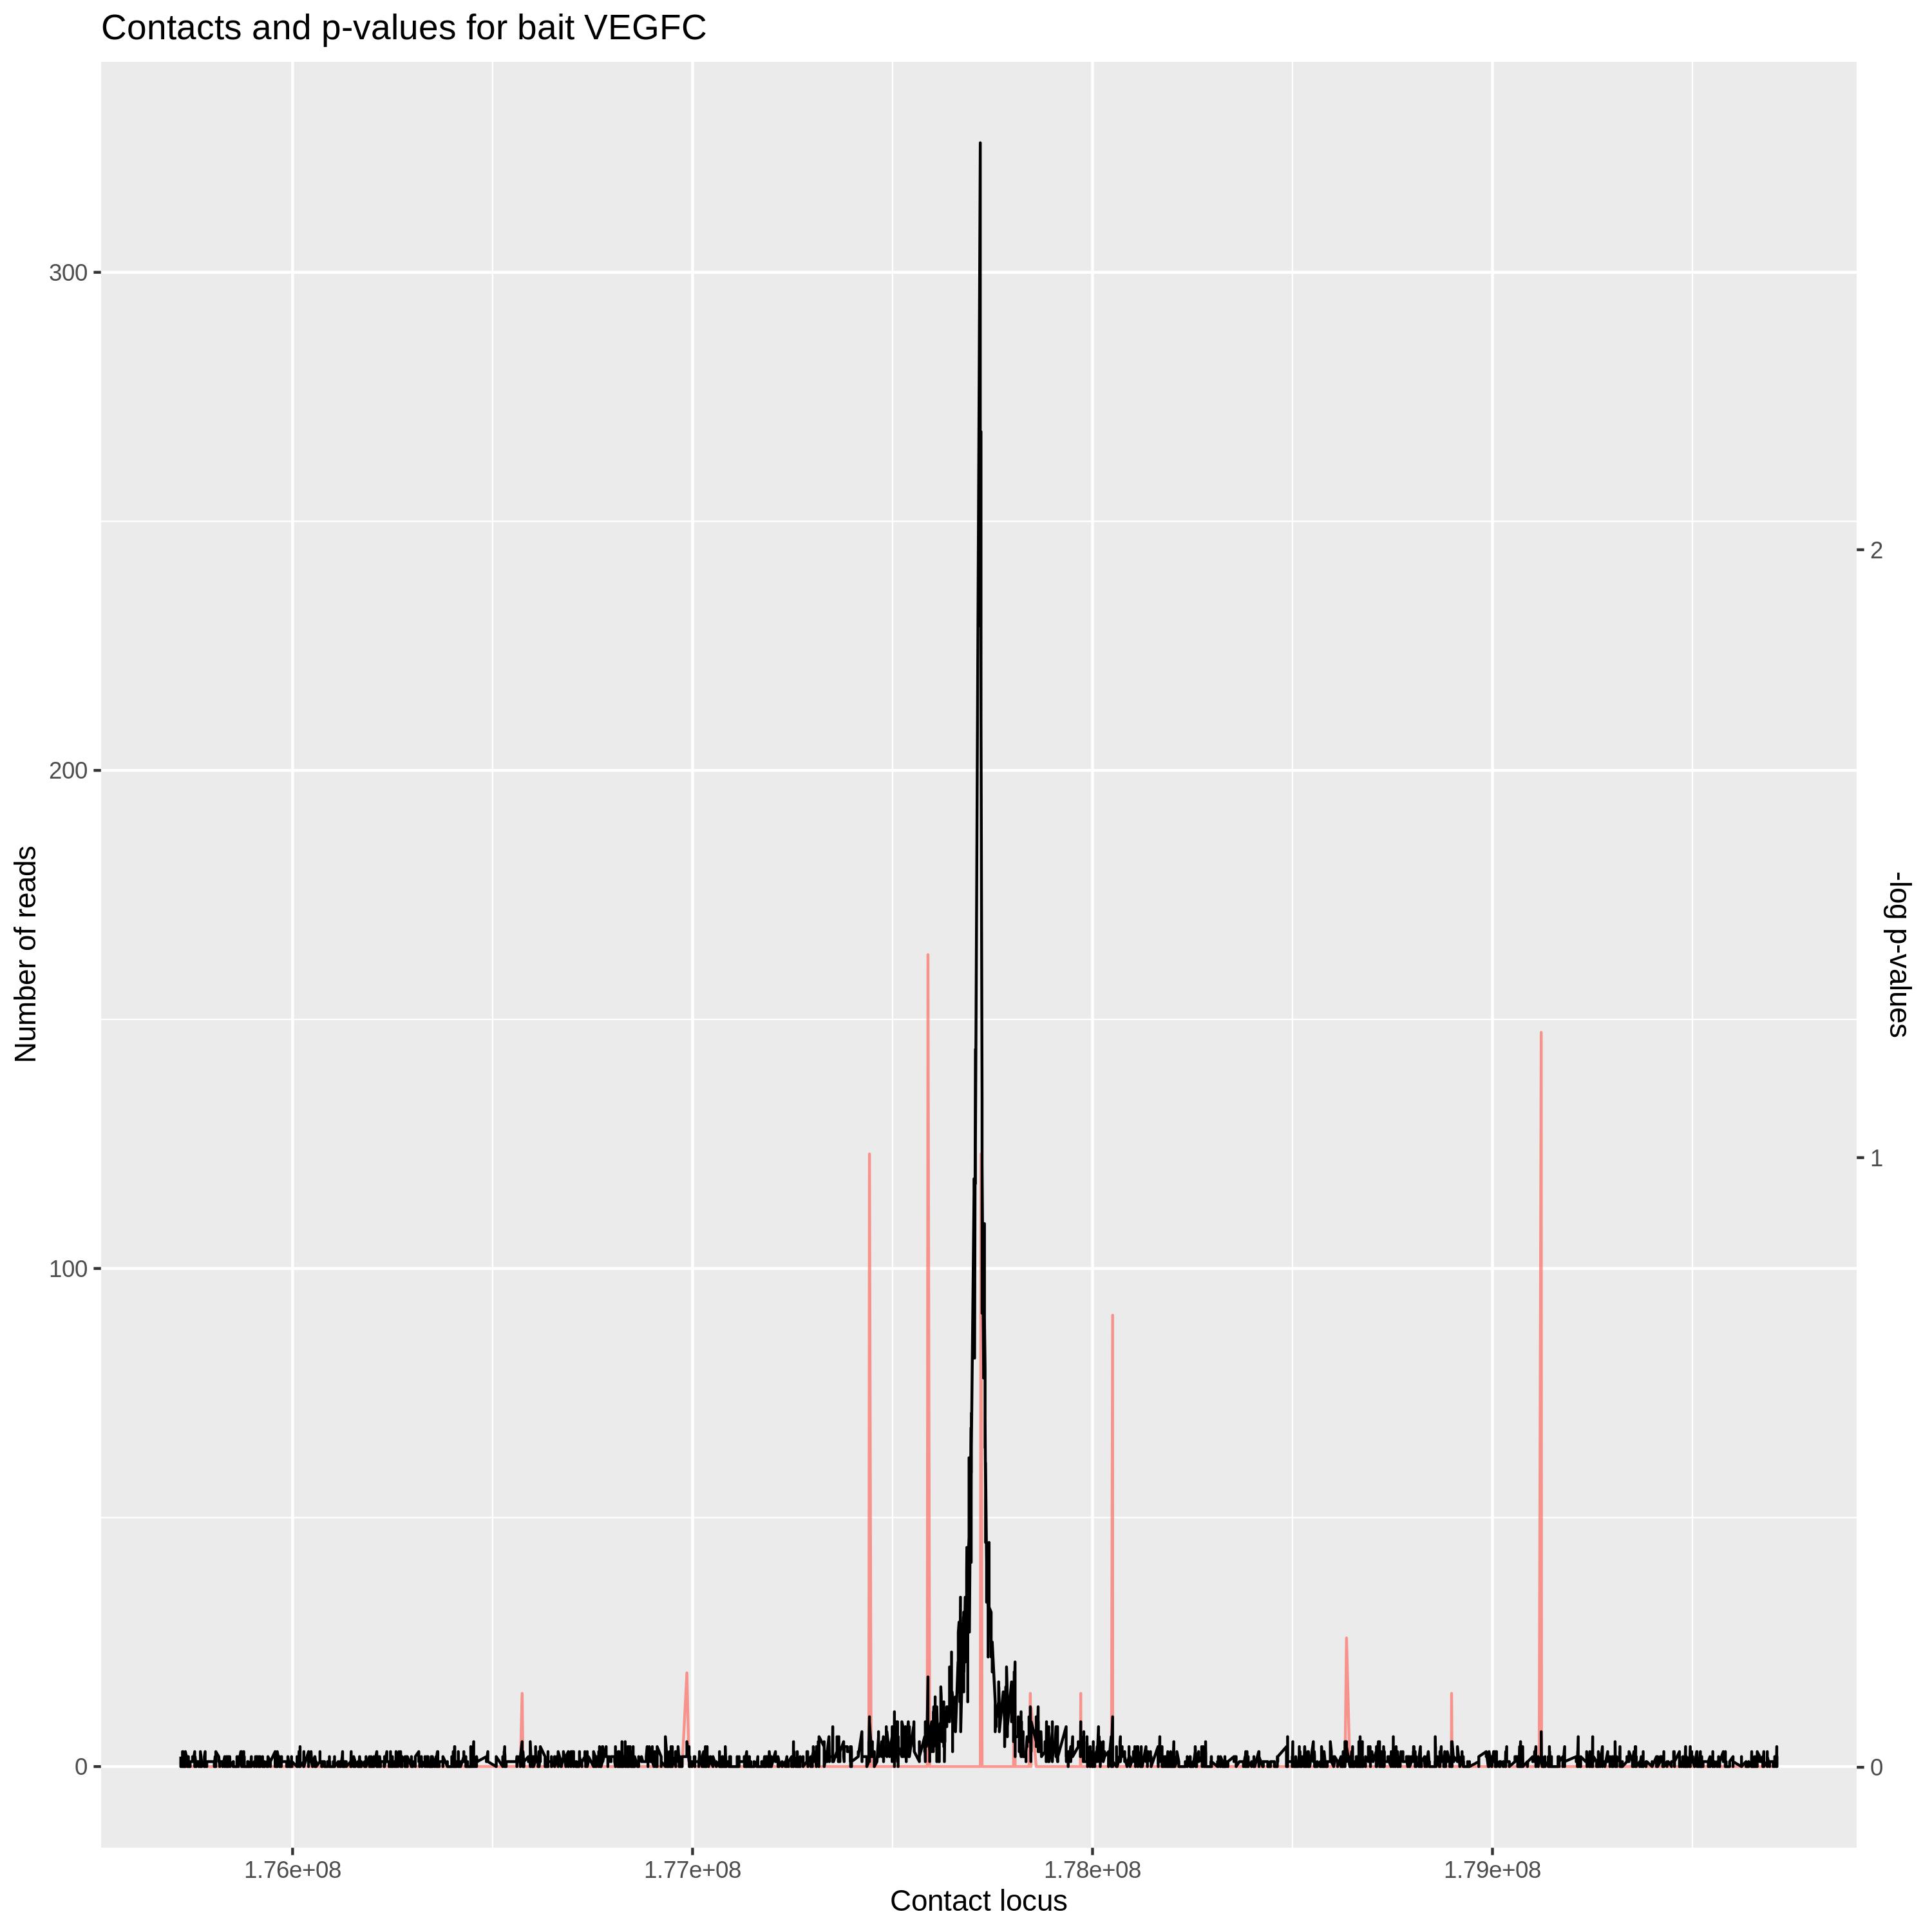 Contacts and p-values for bait VEGFC
300
200
100
0
Number of reads
2
1
0
-log p-values
1.76e+08
1.77e+08
1.78e+08
1.79e+08
Contact locus